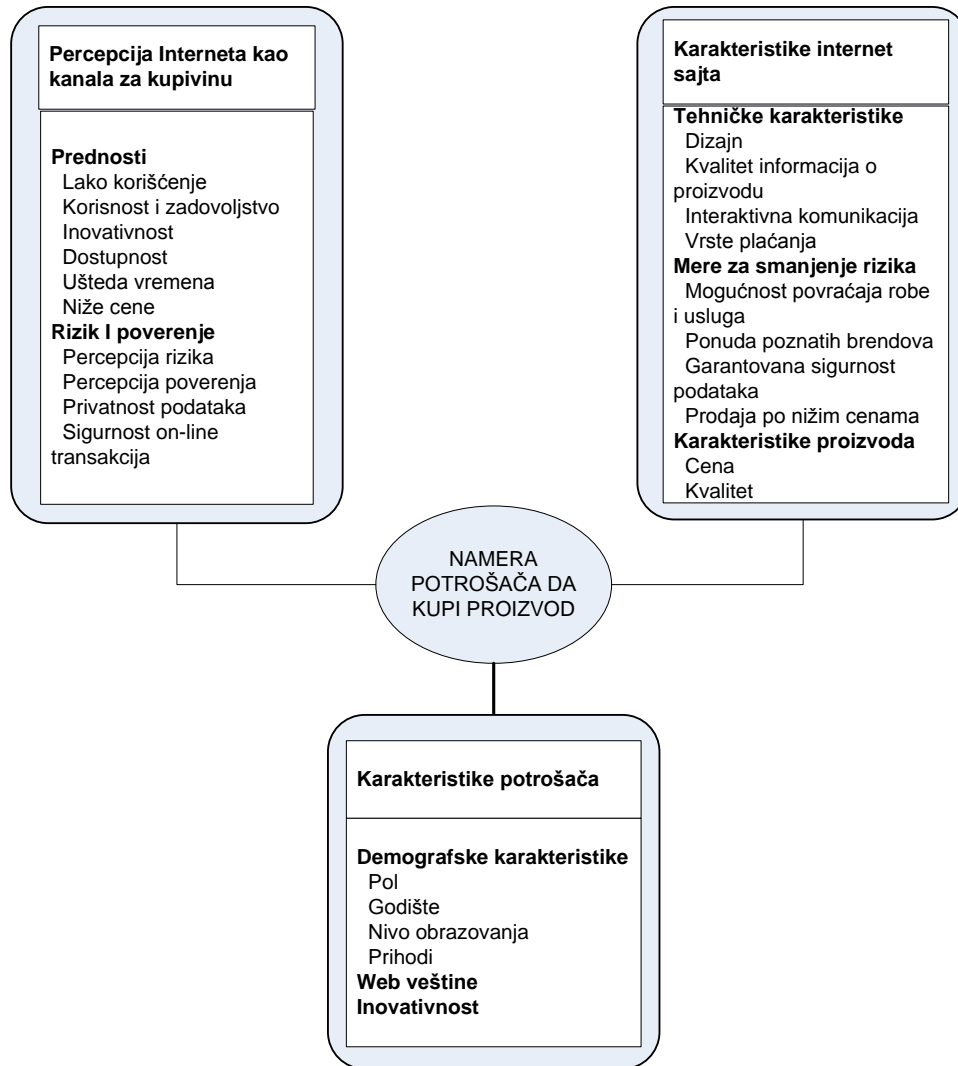 Percepcija Interneta kao
kanala za kupivinu
Prednosti
Lako korišćenje
Korisnost i zadovoljstvo
Inovativnost
Dostupnost
Ušteda vremena
Niže cene
Rizik I poverenje
Percepcija rizika
Percepcija poverenja
Privatnost podataka
Sigurnost on-line
transakcija
Karakteristike internet
sajta
Tehničke karakteristike
Dizajn
Kvalitet informacija o
proizvodu
Interaktivna komunikacija
Vrste plaćanja
Mere za smanjenje rizika
Mogućnost povraćaja robe
i usluga
Ponuda poznatih brendova
Garantovana sigurnost
podataka
Prodaja po nižim cenama
Karakteristike proizvoda
Cena
Kvalitet
NAMERA
POTROŠAČA DA
KUPI PROIZVOD
Karakteristike potrošača
Demografske karakteristike
Pol
Godište
Nivo obrazovanja
Prihodi
Web veštine
Inovativnost